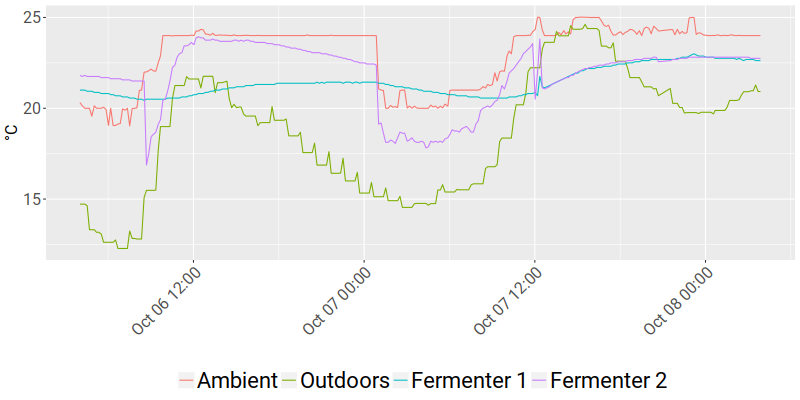 25
20
15
°C
Oct 06 12:00
Oct 07 00:00
Oct 07 12:00
Oct 08 00:00
Ambient Outdoors Fermenter 1 Fermenter 2